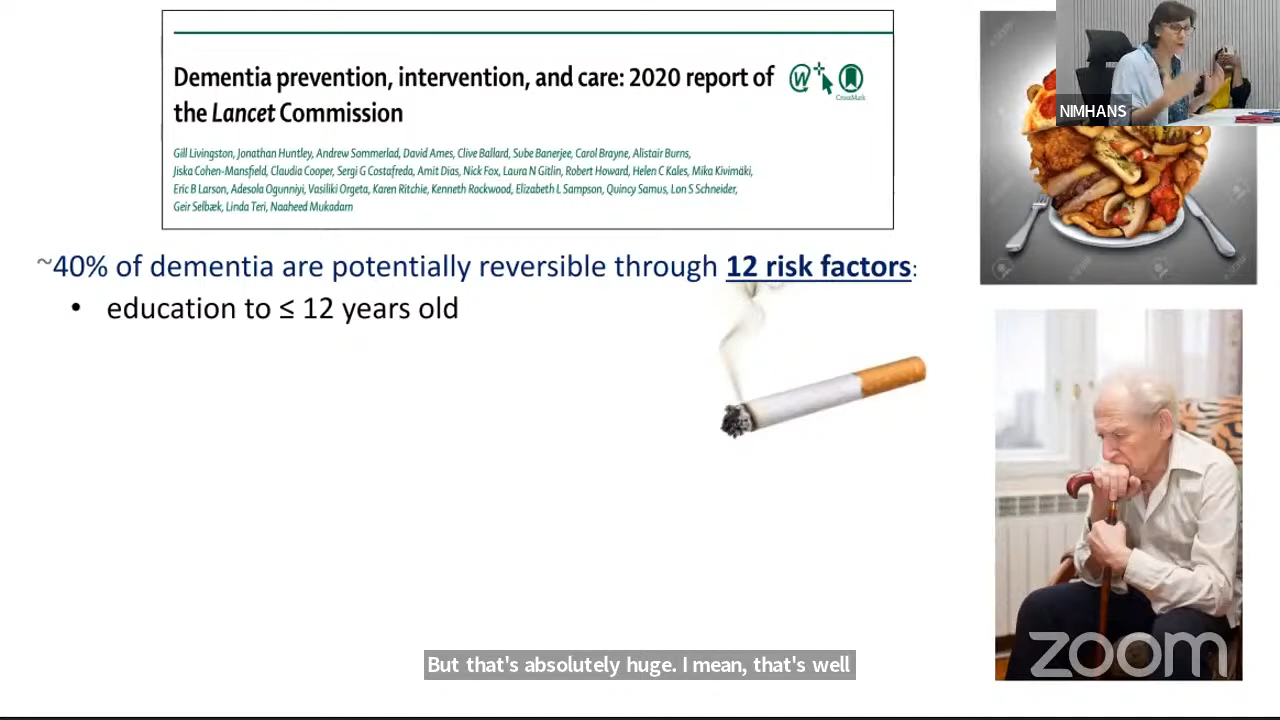 Dementia prevention, intervention, and care: 2020 report of
the Lancet Commission
CrossMark
Gill Livingston, Jonathan Huntley, Andrew Sommerlad, David Ames, Clive Ballard, Sube Banerjee, Carol Brayne, Alistair Burns,
Jiska Cohen-Mansfield, Claudia Cooper, Sergi G Costafreda, Amit Dias, Nick Fox, Laura N Gitlin, Robert Howard, Helen C Kales, Mika Kivimäki,
Eric B Larson, Adesola Ogunniyi, Vasiliki Orgeta, Karen Ritchie, Kenneth Rockwood, Elizabeth L Sampson, Quincy Samus, Lon S Schneider,
Geir Selbæk, Linda Teri, Naaheed Mukadam
NIMHANS
~40% of dementia are potentially reversible through 12 risk factors:
• education to ≤ 12 years old
zoom
But that's absolutely huge. I mean, that's well